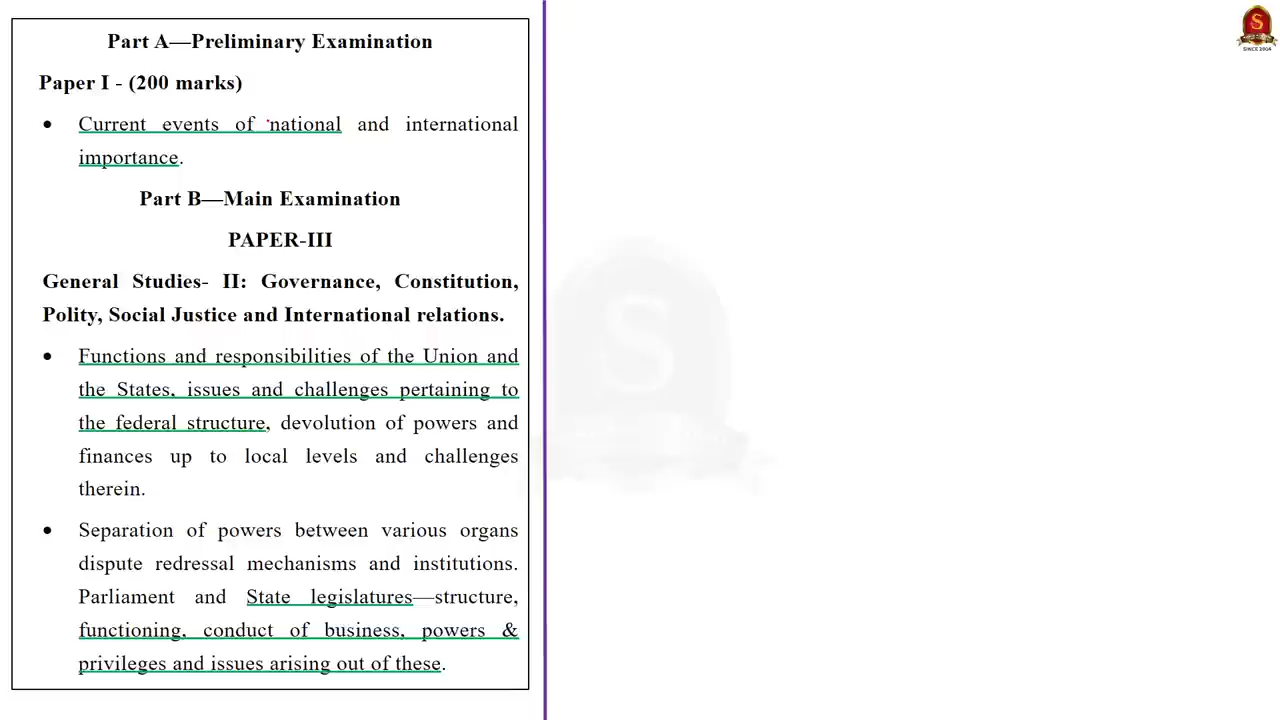 Part A—Preliminary Examination
Paper I - (200 marks)
• Current events of national and international
importance.
Part B—Main Examination
PAPER-III
General Studies- II: Governance, Constitution,
Polity, Social Justice and International relations.
• Functions and responsibilities of the Union and
the States, issues and challenges pertaining to
the federal structure, devolution of powers and
finances up to local levels and challenges
therein.
• Separation of powers between various organs
dispute redressal mechanisms and institutions.
Parliament and State legislatures—structure,
functioning, conduct of business, powers &
privileges and issues arising out of these.
S
SINCE 1924
S